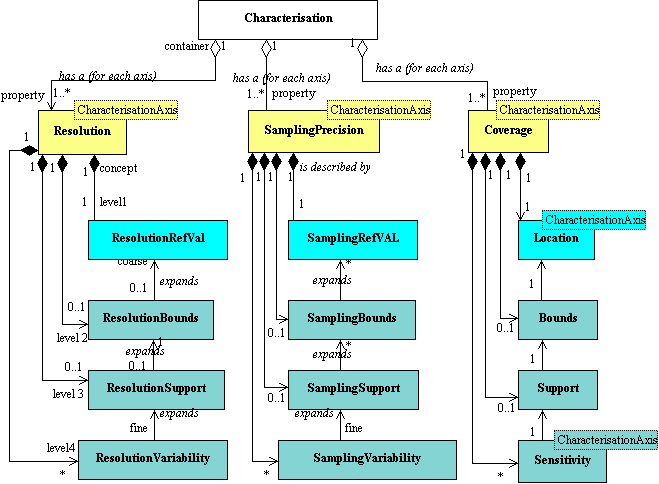 Characterisation
container
1
1
1
has a (for each axis)
has a (for each axis)
has a (for each axis)
property
1..*
1..*
property
1..*
property
CharacterisationAxis
CharacterisationAxis
CharacterisationAxis
Resolution
SamplingPrecision
Coverage
1
1
1
1
concept
1
1
1
1
is described by
1
1
1
1
1
level1
1
1
CharacterisationAxis
ResolutionRefVal
SamplingRefVAL
Location
coarse
*
0..1
expands
expands
1
0..1
ResolutionBounds
SamplingBounds
Bounds
level 2
0..1
0..1
1
*
expands
expands
1
0..1
0..1
ResolutionSupport
SamplingSupport
Support
level 3
0..1
0..1
expands
expands
fine
fine
1
CharacterisationAxis
level4
ResolutionVariability
SamplingVariability
Sensitivity
*
*
*